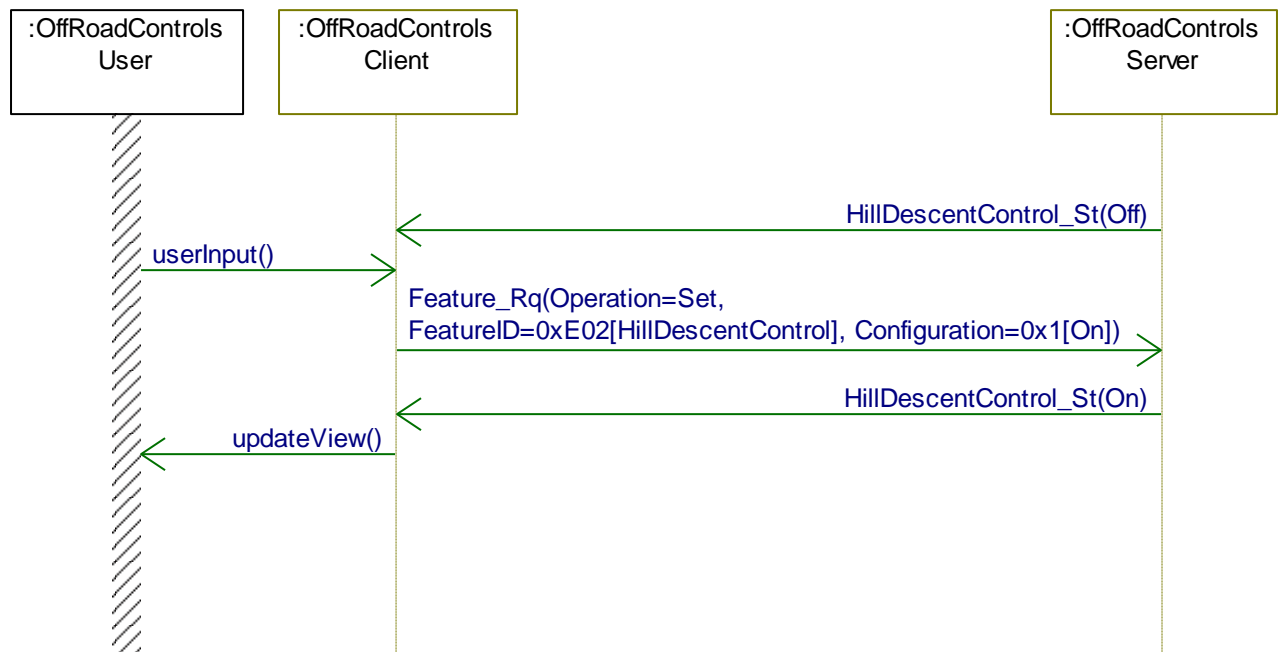 :OffRoadControls
User
:OffRoadControls
Client
:OffRoadControls
Server
HillDescentControl_St(Off)
userInput()
Feature_Rq(Operation=Set,
FeatureID=0xE02[HillDescentControl], Configuration=0x1[On])
HillDescentControl_St(On)
updateView()